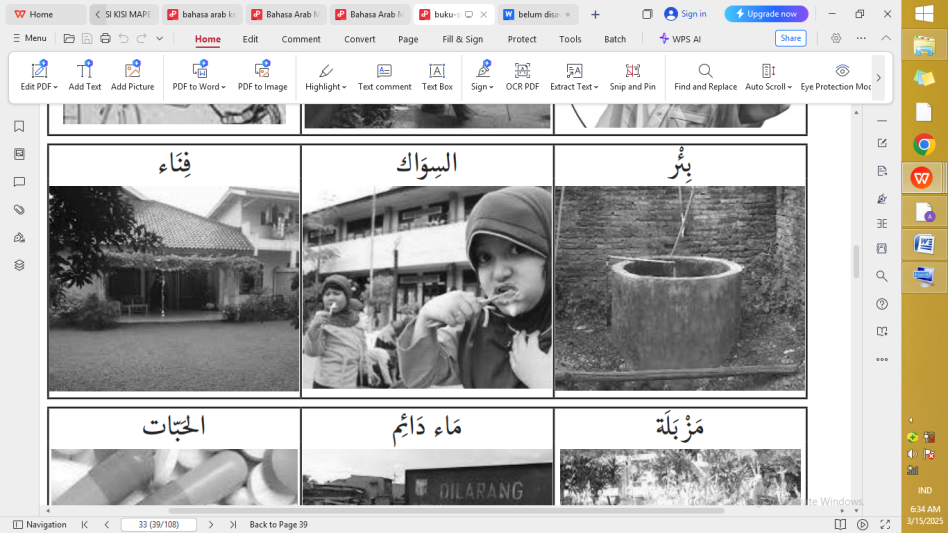 Home
SI KISI MAPE
bahasa arab k
Bahasa Arab M
Bahasa Arab M
buku-s
belum disa
Sign in
Upgrade now
Menu
Home
Edit
Comment
Convert
Page
Fill & Sign
Protect
Tools
Batch
WPS AI
Share
Edit PDF
Add Text
Add Picture
PDF to Word
PDF to Image
Highlight
Text comment
Text Box
Sign
OCR PDF
Extract Text
Snip and Pin
Find and Replace
Auto Scroll
Eye Protection Mod
بِئْر
السِوَاك
فِنَاء
مَزْبَلَة
مَاء دَائِم
الحَبّات
DILARANG
Navigation
33 (39/108)
Back to Page 39
IND
6:34 AM
3/15/2025